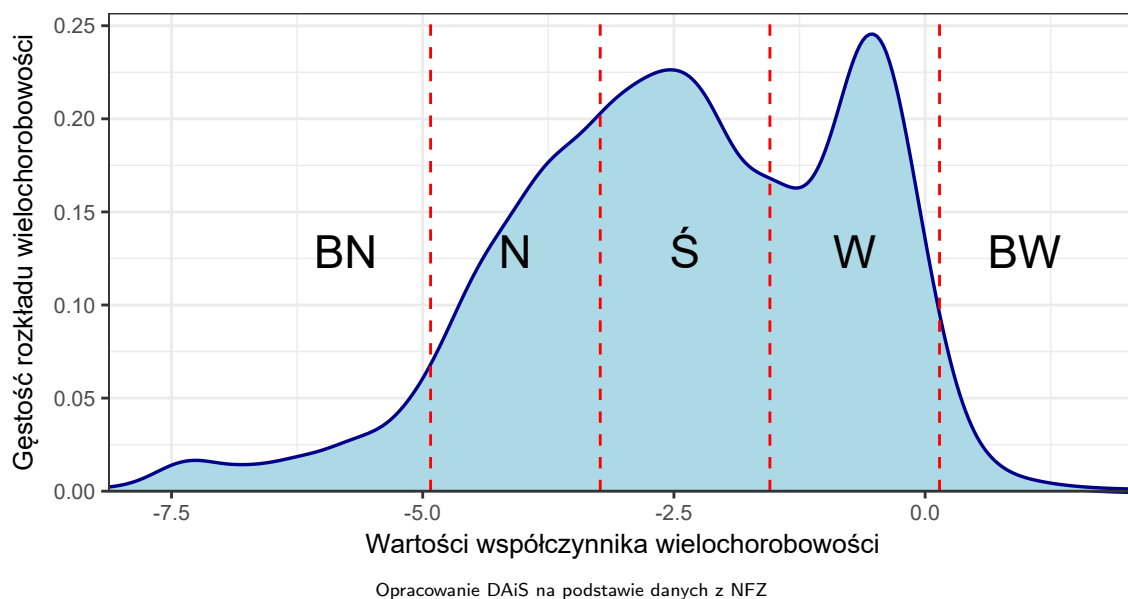 Gęstość rozkładu wielochorobowości
0.25
0.20
0.15
0.10
0.05
0.00
BN N Ś W BW
-7.5 -5.0 -2.5 0.0
Wartości współczynnika wielochorobowości
Opracowanie DAiS na podstawie danych z NFZ